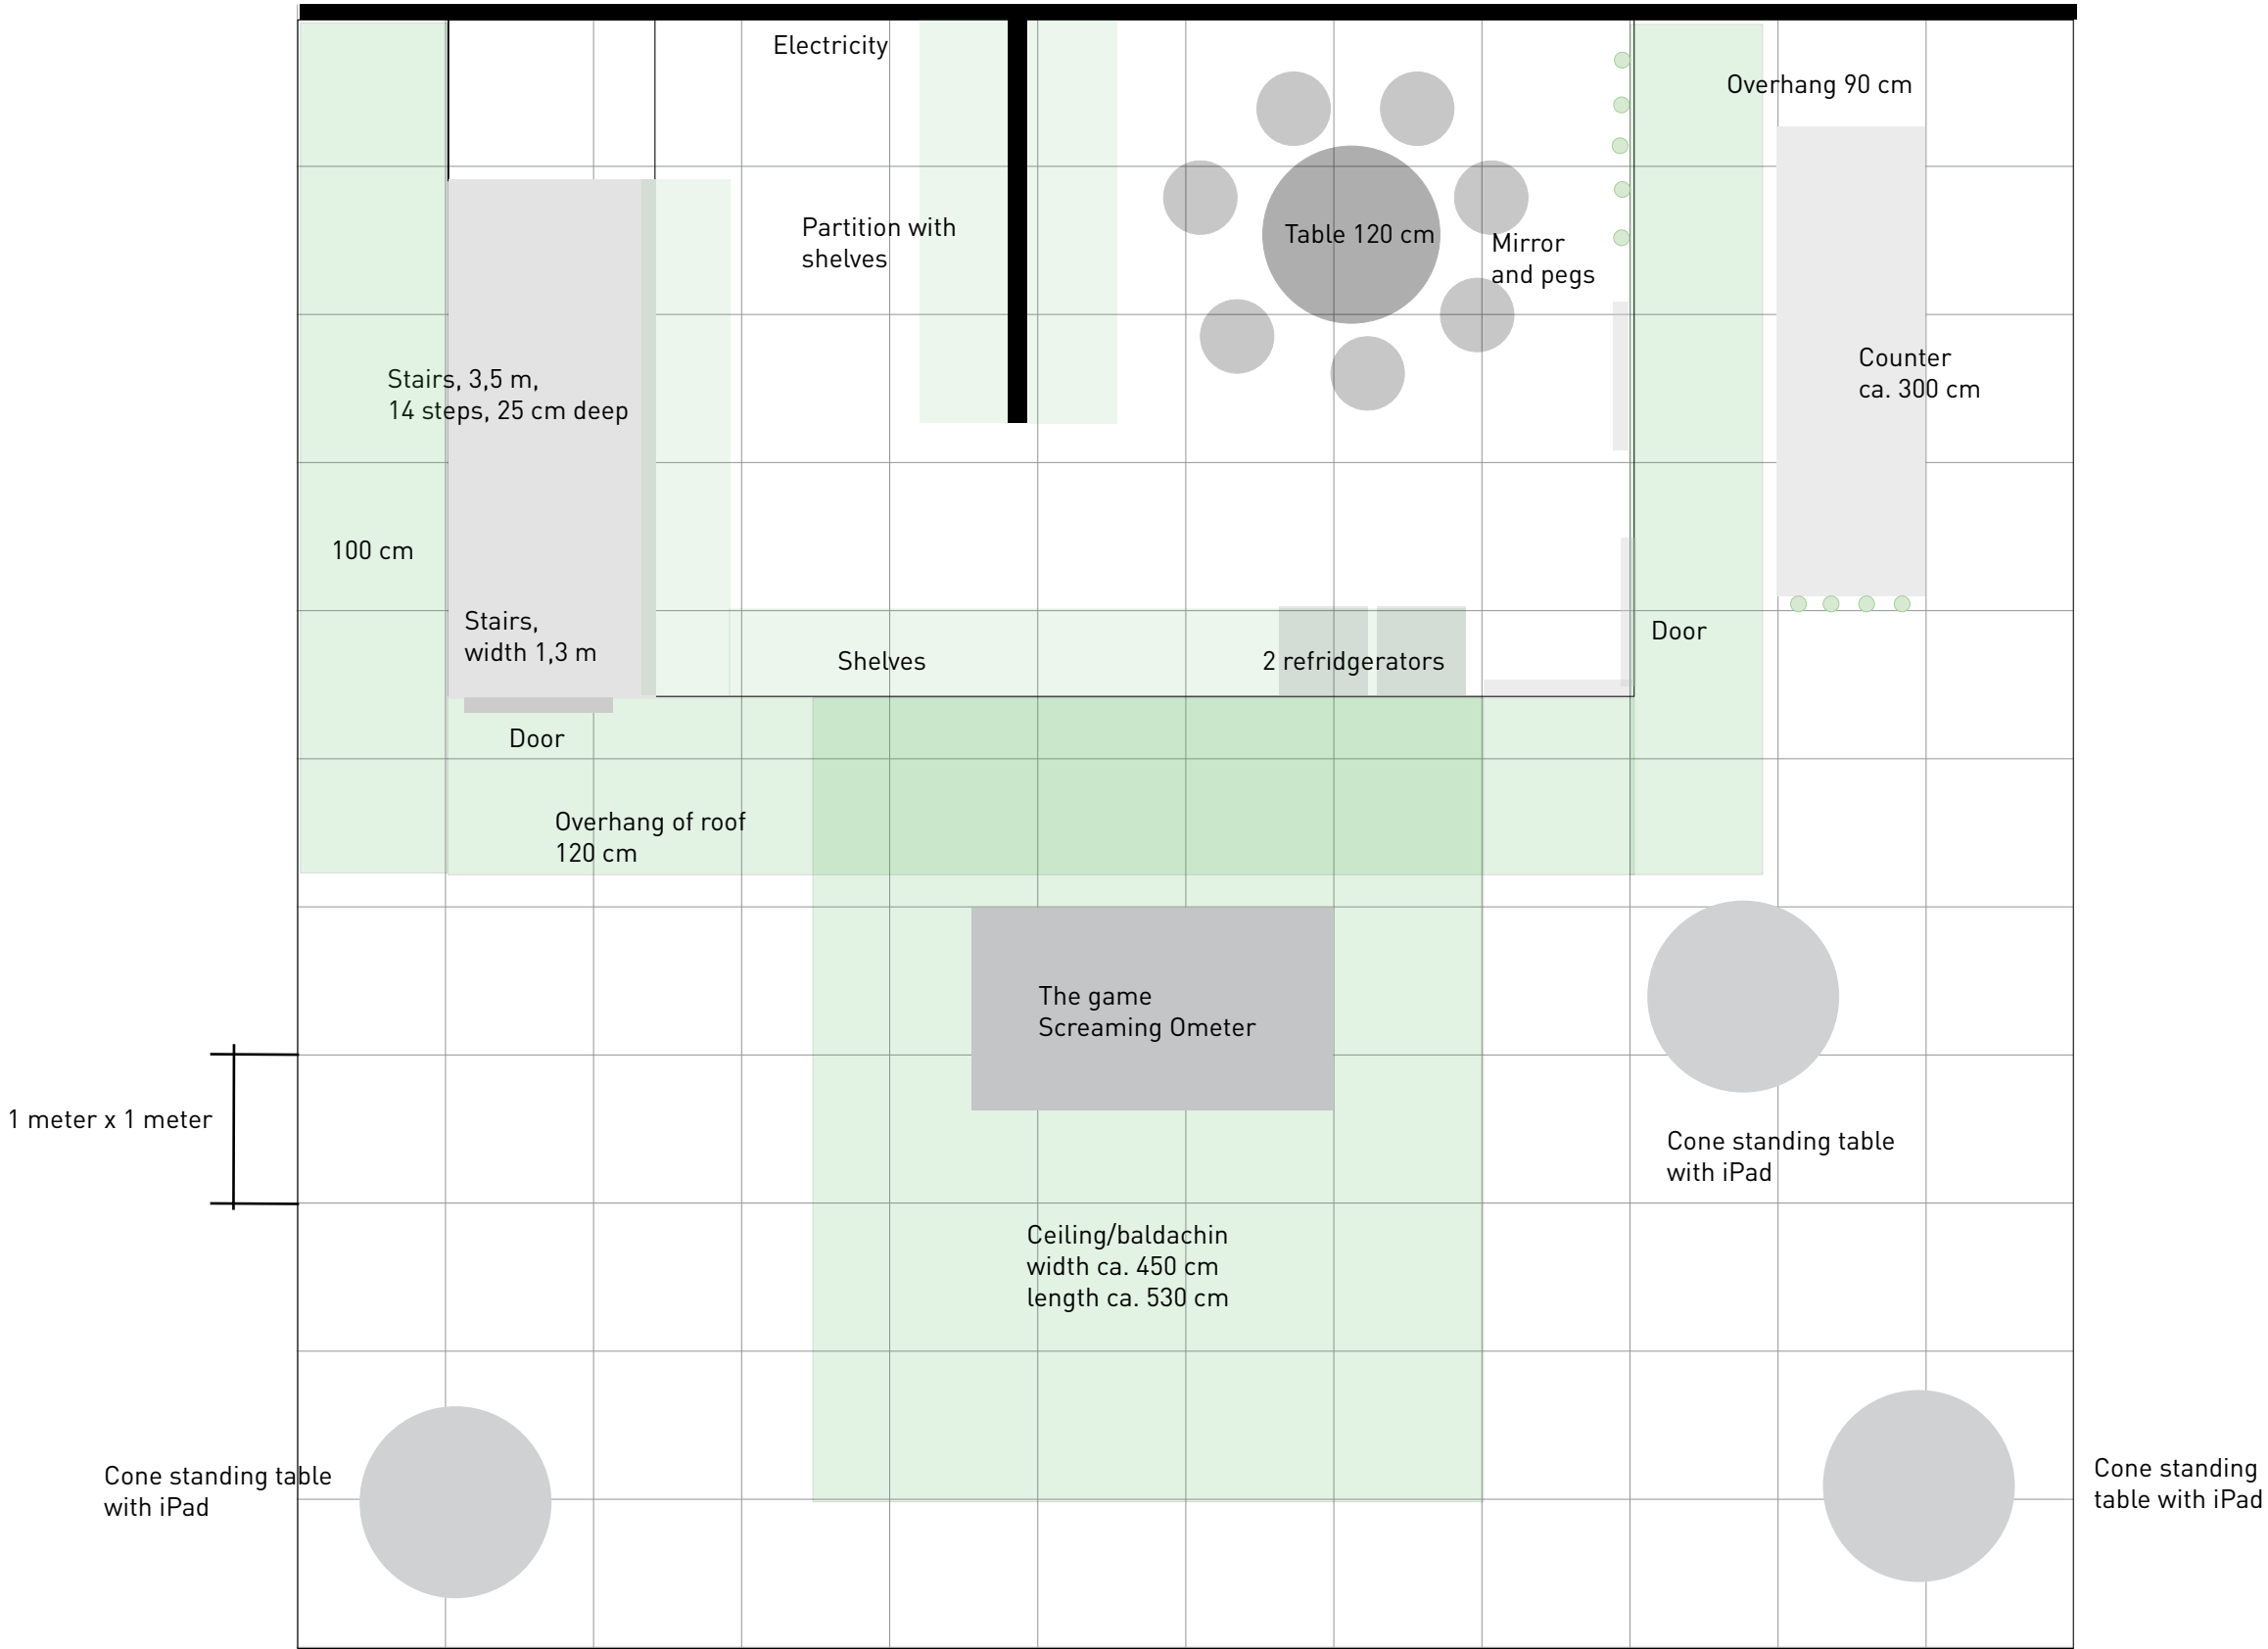 Electricity
Overhang 90 cm
Partition with
shelves
Table 120 cm
Mirror
and pegs
Stairs, 3,5 m,
14 steps, 25 cm deep
Counter
ca. 300 cm
100 cm
Stairs,
width 1,3 m
Shelves
2 refridgerators
Door
Door
Overhang of roof
120 cm
The game
Screaming Ometer
1 meter x 1 meter
Cone standing table
with iPad
Ceiling/baldachin
width ca. 450 cm
length ca. 530 cm
Cone standing table
with iPad
Cone standing
table with iPad